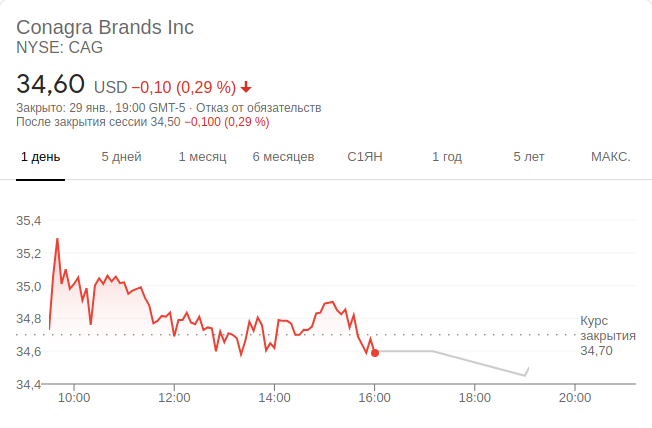 Conagra Brands Inc
NYSE: CAG
34,60 USD −0,10 (0,29 %)
Закрыто: 29 янв., 19:00 GMT-5 · Отказ от обязательств
После закрытия сессии 34,50 −0,100 (0,29 %)
1 день 5 дней 1 месяц 6 месяцев С1ЯН 1 год 5 лет МАКС.
35,4
35,2
35,0
34,8
34,6
34,4
Курс
закрытия
34,70
10:00 12:00 14:00 16:00 18:00 20:00